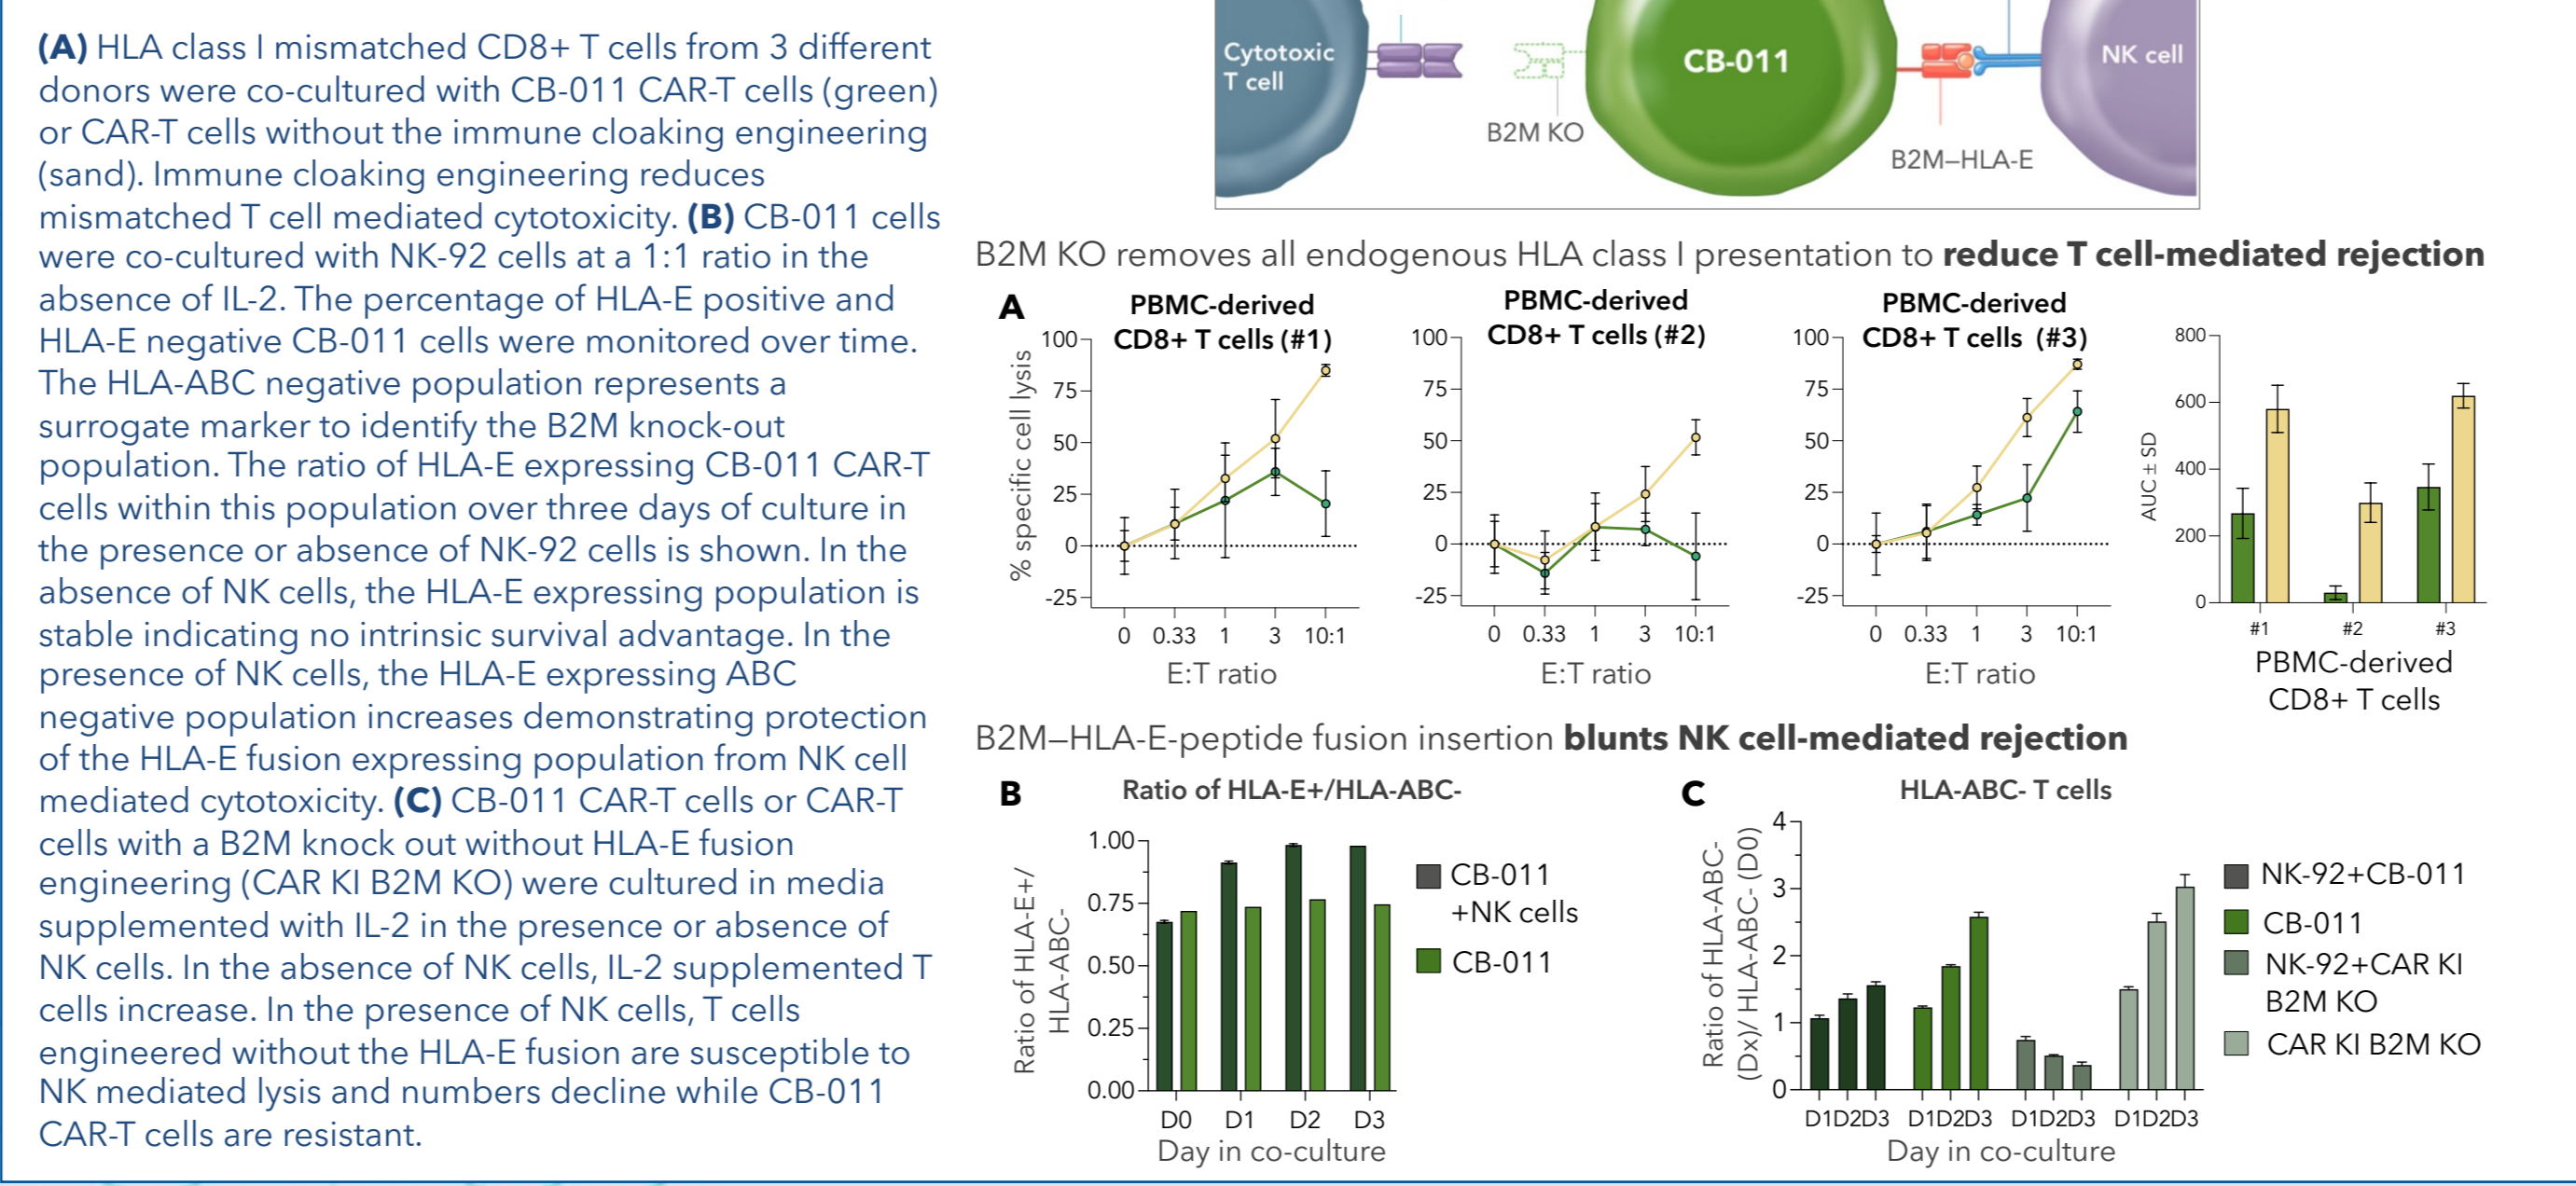 (A) HLA class I mismatched CD8+ T cells from 3 different
donors were co-cultured with CB-011 CAR-T cells (green)
or CAR-T cells without the immune cloaking engineering
(sand). Immune cloaking engineering reduces
mismatched T cell mediated cytotoxicity. (B) CB-011 cells
were co-cultured with NK-92 cells at a 1:1 ratio in the
absence of IL-2. The percentage of HLA-E positive and
HLA-E negative CB-011 cells were monitored over time.
The HLA-ABC negative population represents a
surrogate marker to identify the B2M knock-out
population. The ratio of HLA-E expressing CB-011 CAR-T
cells within this population over three days of culture in
the presence or absence of NK-92 cells is shown. In the
absence of NK cells, the HLA-E expressing population is
stable indicating no intrinsic survival advantage. In the
presence of NK cells, the HLA-E expressing ABC
negative population increases demonstrating protection
of the HLA-E fusion expressing population from NK cell
mediated cytotoxicity. (C) CB-011 CAR-T cells or CAR-T
cells with a B2M knock out without HLA-E fusion
engineering (CAR KI B2M KO) were cultured in media
supplemented with IL-2 in the presence or absence of
NK cells. In the absence of NK cells, IL-2 supplemented T
cells increase. In the presence of NK cells, T cells
engineered without the HLA-E fusion are susceptible to
NK mediated lysis and numbers decline while CB-011
CAR-T cells are resistant.
Cytotoxic
T cell
B2M KO
CB-011
B2M–HLA-E
NK cell
B2M KO removes all endogenous HLA class I presentation to reduce T cell-mediated rejection
A
PBMC-derived
CD8+ T cells (#1)
% specific cell lysis
100
75
50
25
0
-25
0 0.33 1 3 10:1
E:T ratio
PBMC-derived
CD8+ T cells (#2)
100
75
50
25
0
-25
0 0.33 1 3 10:1
E:T ratio
PBMC-derived
CD8+ T cells (#3)
100
75
50
25
0
-25
0 0.33 1 3 10:1
E:T ratio
AUC ± SD
800
600
400
200
0
#1 #2 #3
PBMC-derived
CD8+ T cells
B2M–HLA-E-peptide fusion insertion blunts NK cell-mediated rejection
B
Ratio of HLA-E+/HLA-ABC-
Ratio of HLA-E+/
HLA-ABC-
1.00
0.75
0.50
0.25
0.00
D0 D1 D2 D3
Day in co-culture
CB-011
+NK cells
CB-011
C
HLA-ABC- T cells
Ratio of HLA-ABC-
(Dx)/ HLA-ABC- (D0)
4
3
2
1
0
D1D2D3 D1D2D3 D1D2D3 D1D2D3
Day in co-culture
NK-92+CB-011
CB-011
NK-92+CAR KI
B2M KO
CAR KI B2M KO